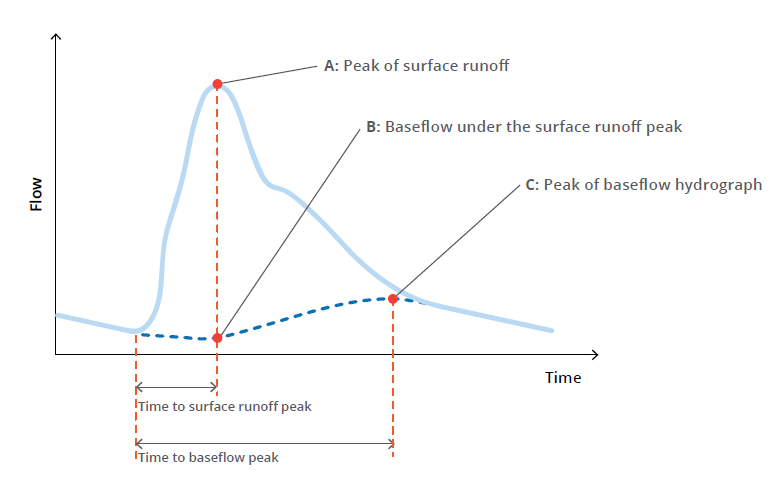 A: Peak of surface runoff
B: Baseflow under the surface runoff peak
C: Peak of baseflow hydrograph
Flow
Time
Time to surface runoff peak
Time to baseflow peak